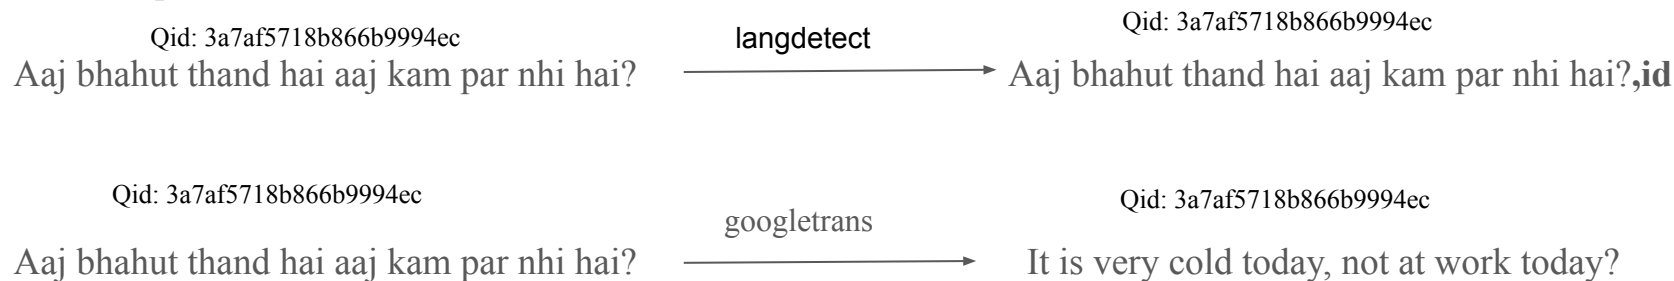 Qid: 3a7af5718b866b9994ec langdetect Qid: 3a7af5718b866b9994ec
Aaj bhahut thand hai aaj kam par nhi hai? Aaj bhahut thand hai aaj kam par nhi hai?,id
Qid: 3a7af5718b866b9994ec googletrans Qid: 3a7af5718b866b9994ec
Aaj bhahut thand hai aaj kam par nhi hai? It is very cold today, not at work today?